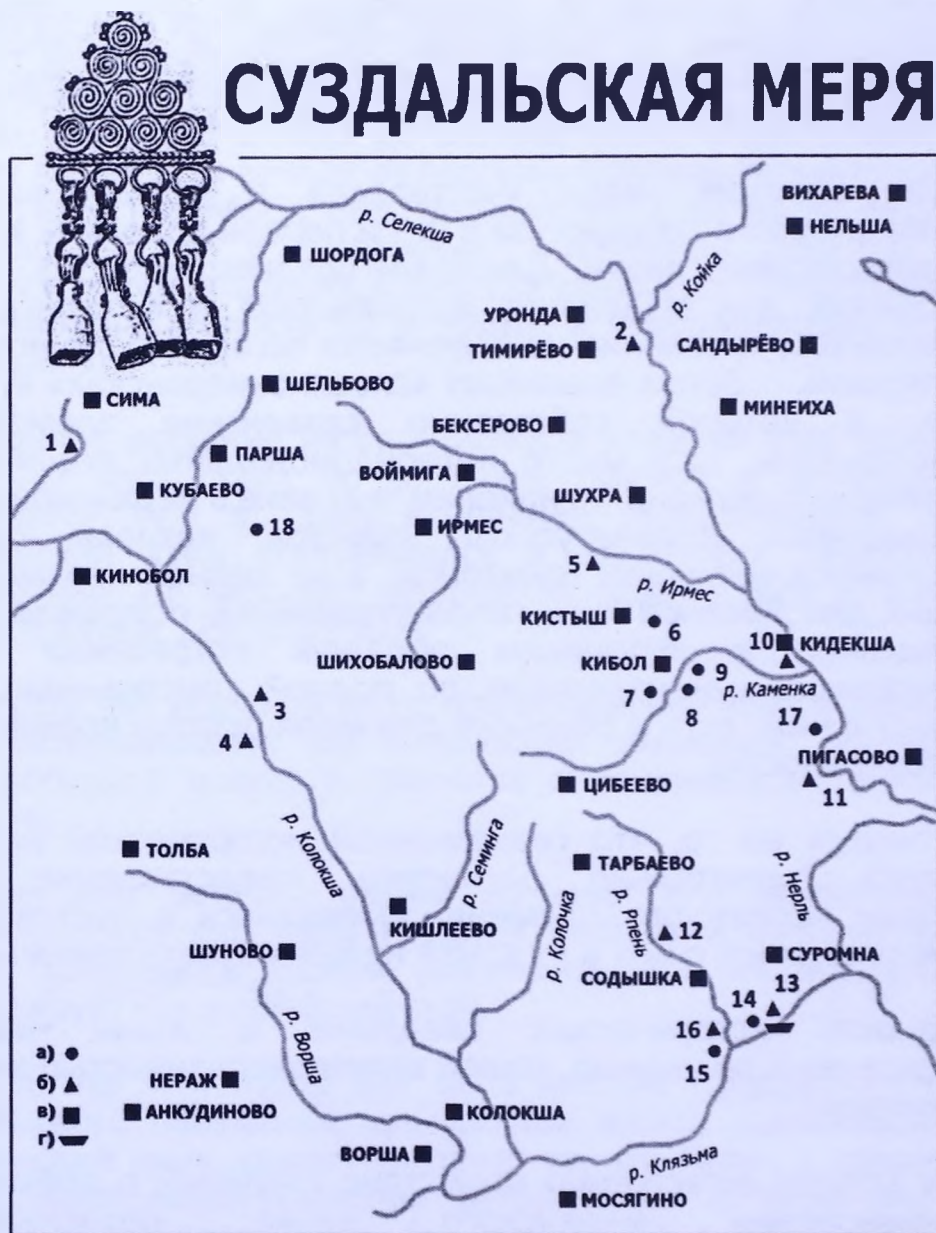 СУЗДАЛЬСКАЯ МЕРЯ
ВИХАРЕВА
НЕЛЬША
р. Селекша
ШОРДОГА
р. Койка
УРОНДА
2
ТИМИРЁВО
САНДЫРЁВО
ШЕЛЬБОВО
СИМА
МИНЕИХА
БЕКСЕРОВО
1
ПАРША
ВОЙМИГА
КУБАЕВО
ШУХРА
18
ИРМЕС
5
КИНОБОЛ
р. Ирмес
КИСТЫШ
6
10
КИДЕКША
ШИХОБАЛОВО
КИБОЛ
9
р. Каменка
7
8
3
17
4
ПИГАСОВО
ЦИБЕЕВО
11
р. Колокша
ТОЛБА
р. Семинга
ТАРБАЕВО
р. Нерль
р. Колочка
р. Рпень
КИШЛЕЕВО
12
ШУНОВО
СУРОМНА
СОДЫШКА
13
14
16
р. Ворша
15
а)
б)
в)
г)
НЕРАЖ
АНКУДИНОВО
КОЛОКША
ВОРША
р. Клязьма
МОСЯГИНО